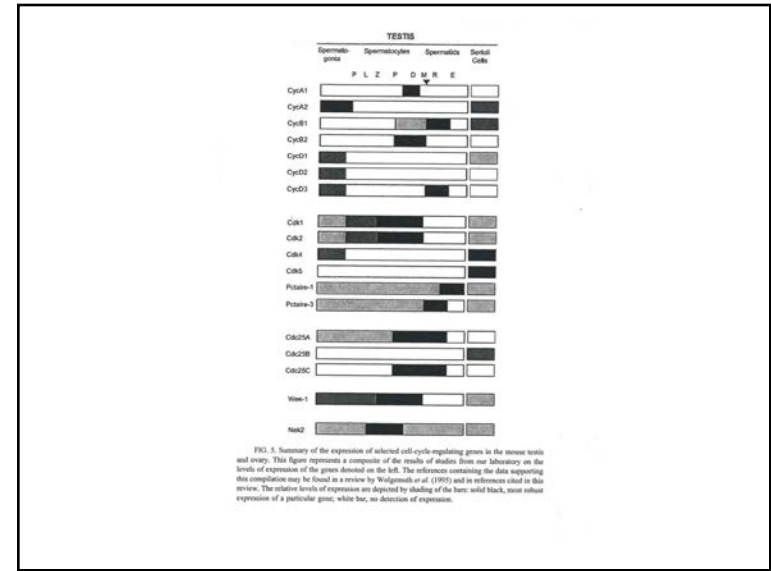 TESTIS
Spermato-
gonia
Spermatocytes
Spermatids
Sertoli
Cells
P L Z P D M R E
CycA1
CycA2
CycB1
CycB2
CycD1
CycD2
CycD3
Cdk1
Cdk2
Cdk4
Cdk5
Pctaire-1
Pctaire-3
Cdc25A
Cdc25B
Cdc25C
Wee-1
Nek2
FIG. 5. Summary of the expression of selected cell-cycle-regulating genes in the mouse testis
and ovary. This figure represents a composite of the results of studies from our laboratory on the
levels of expression of the genes denoted on the left. The references containing the data supporting
this compilation may be found in a review by Wolgemuth et al. (1995) and in references cited in this
review. The relative levels of expression are depicted by shading of the bars: solid black, most robust
expression of a particular gene; white bar, no detection of expression.